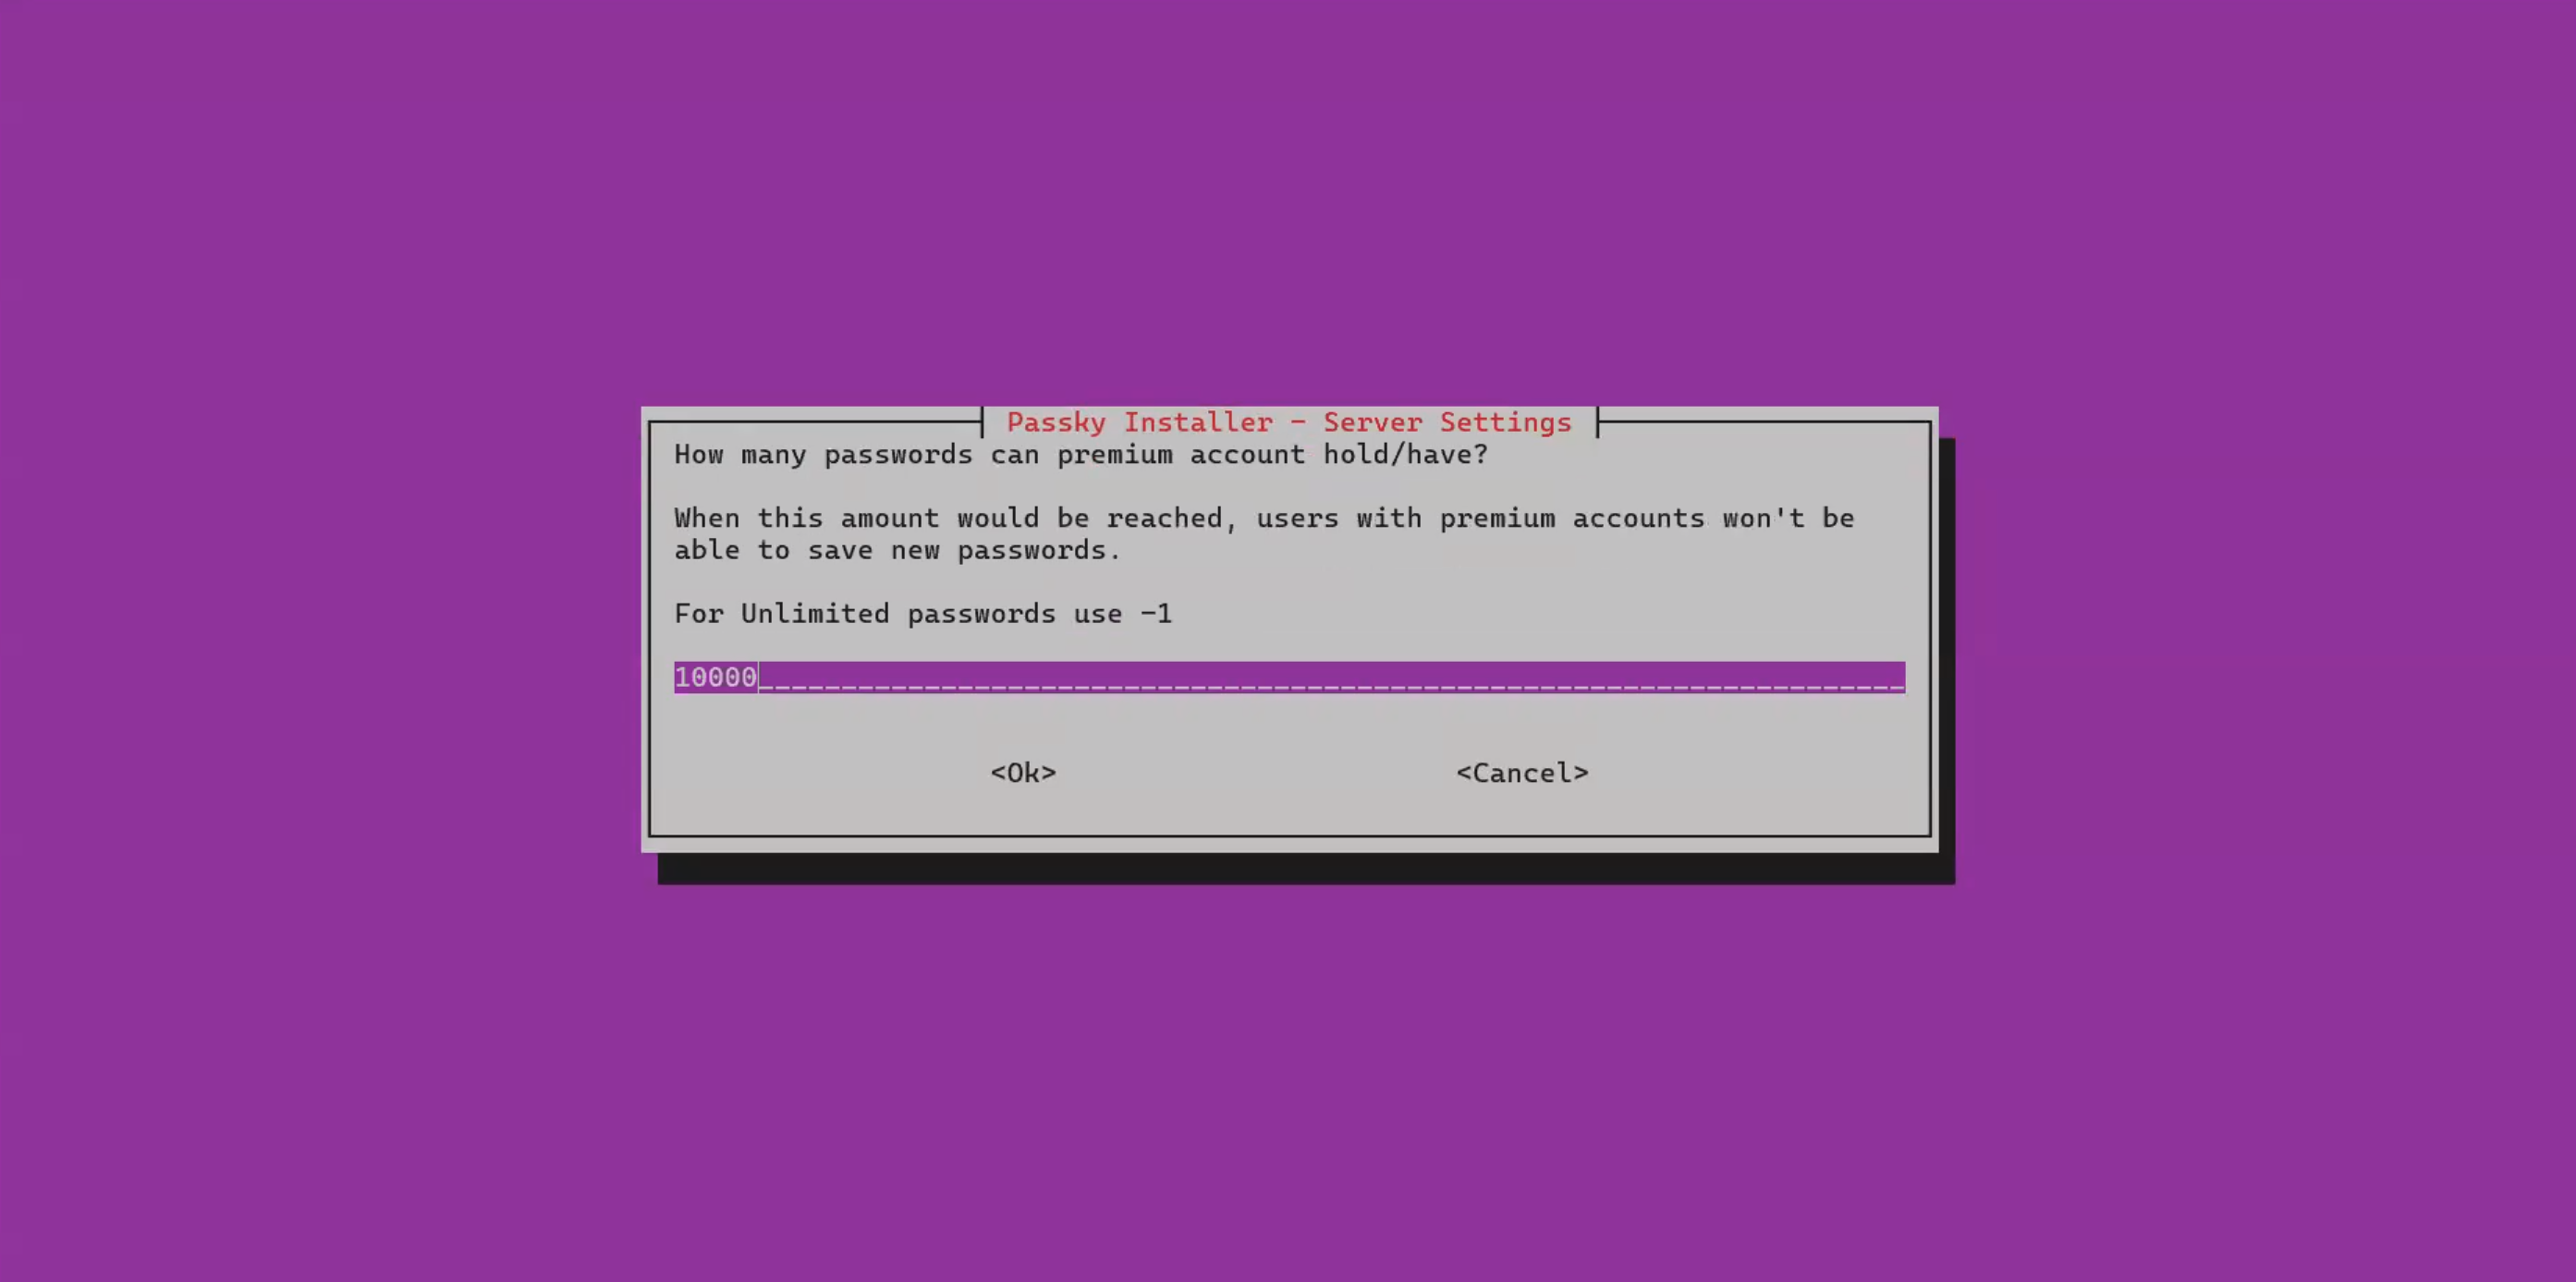 Passky Installer - Server Settings
How many passwords can premium account hold/have?
When this amount would be reached, users with premium accounts won't be
able to save new passwords.
For Unlimited passwords use -1
10000
<Ok> <Cancel>